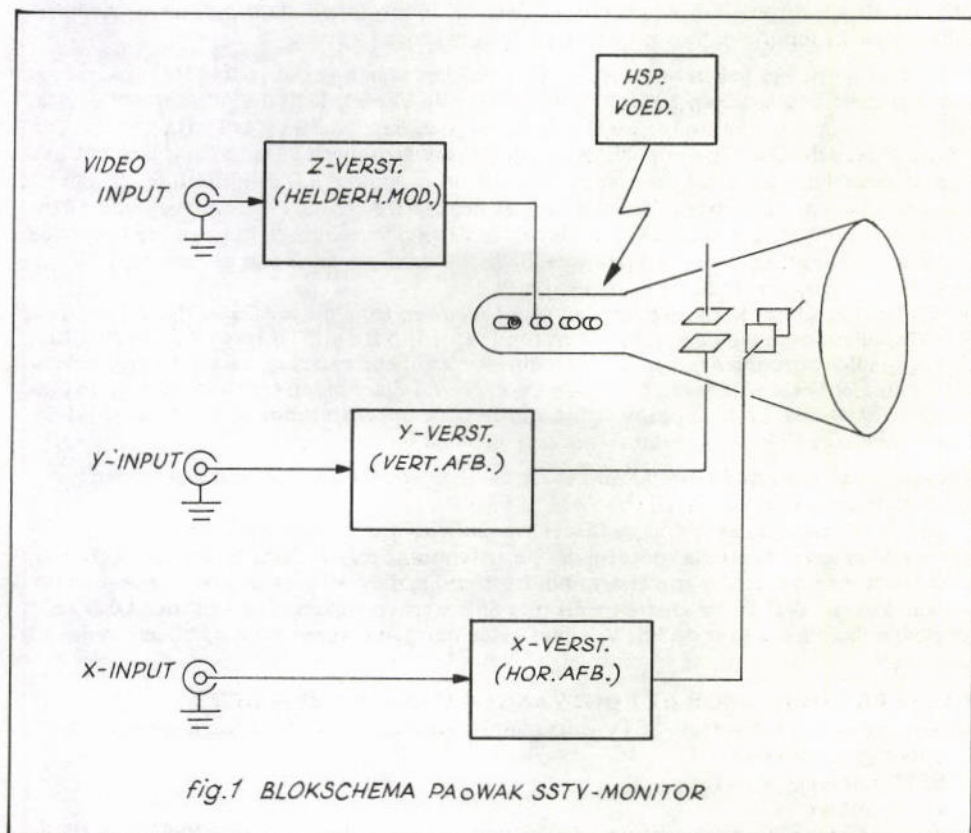 HSP.
VOED.
VIDEO
INPUT
Z-VERST.
(HELDERH.MOD.)
Y-INPUT
Y-VERST.
(VERT.AFB.)
X-INPUT
X-VERST.
(HOR.AFB.)
fig.1 BLOKSCHEMA PAoWAK SSTV-MONITOR